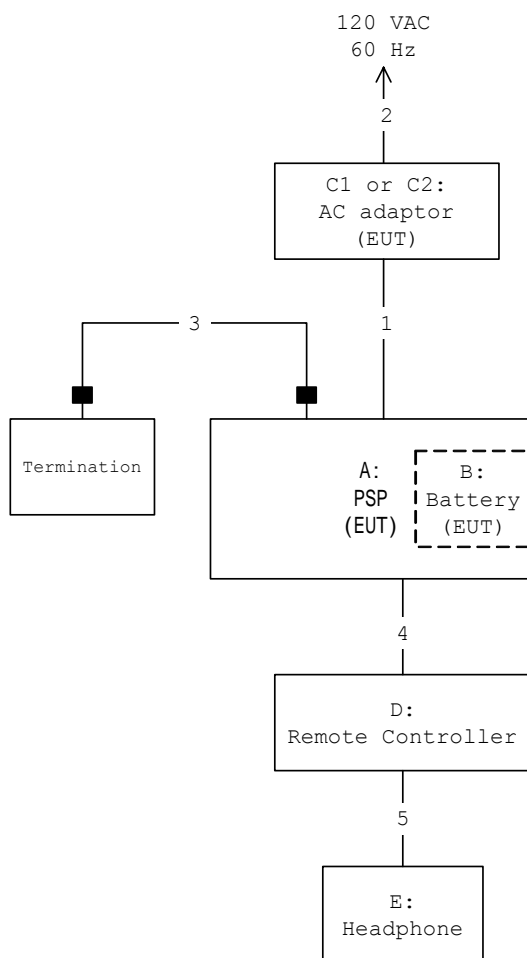 120 VAC
60 Hz
2
C1 or C2:
AC adaptor
(EUT)
3
1
Termination
A:
PSP
(EUT)
B:
Battery
(EUT)
4
D:
Remote Controller
5
E:
Headphone